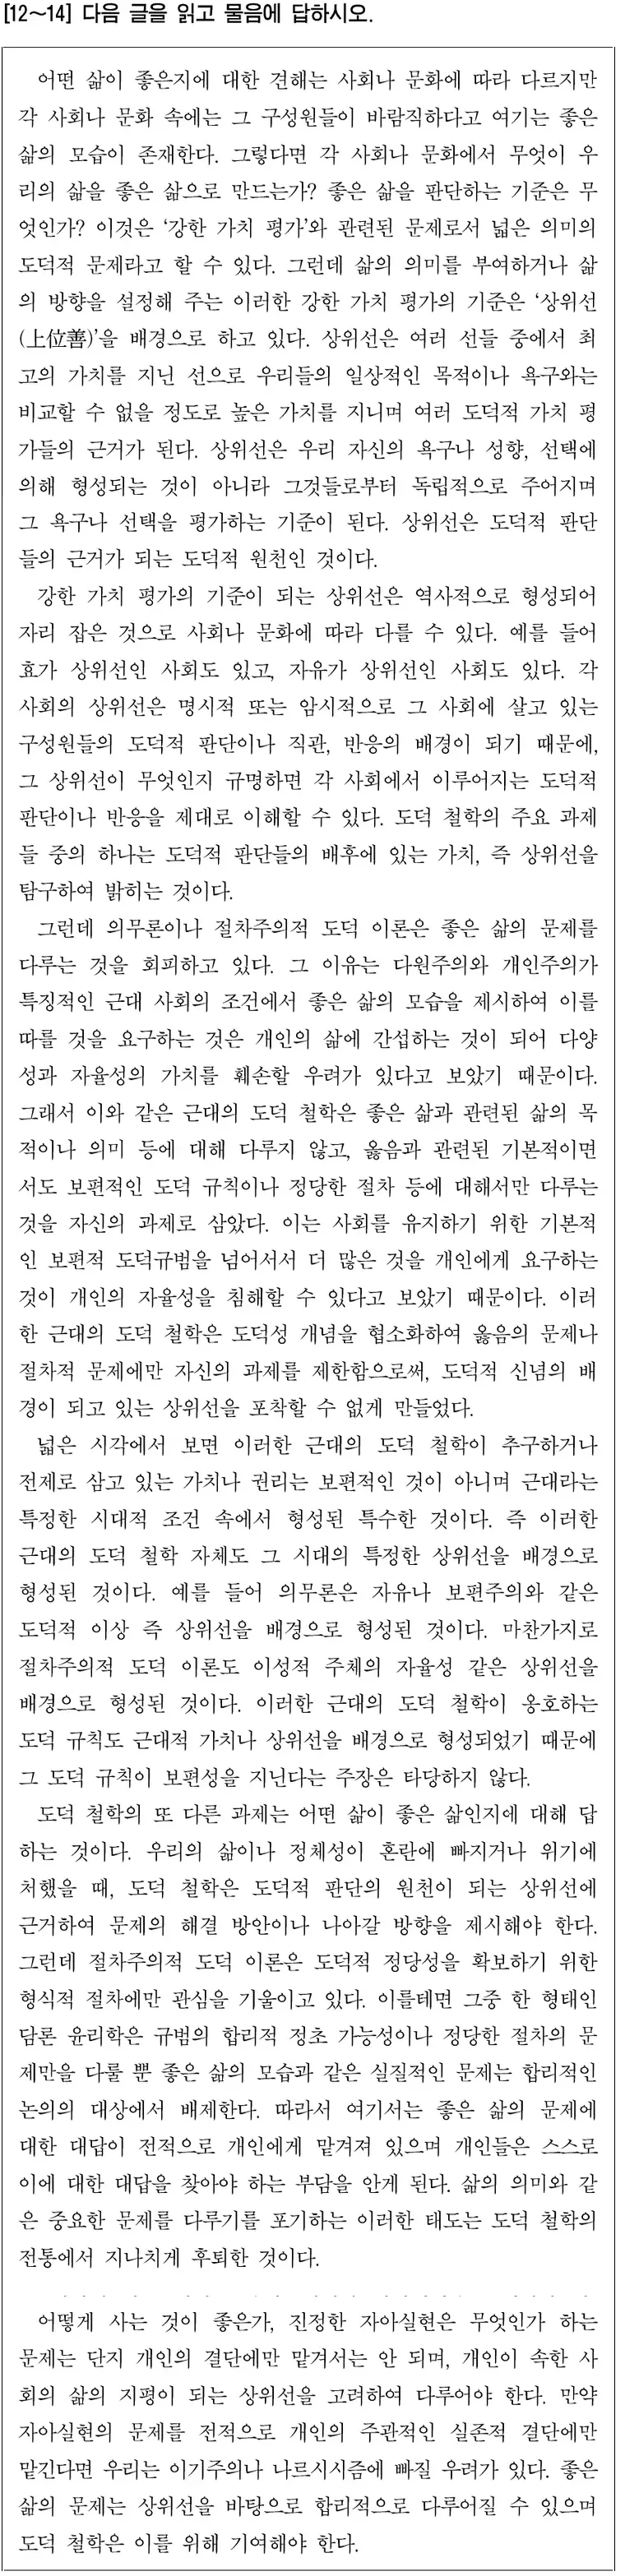 [12~14] 다음 글을 읽고 물음에 답하시오.
어떤 삶이 좋은지에 대한 견해는 사회나 문화에 따라 다르지만
각 사회나 문화 속에는 그 구성원들이 바람직하다고 여기는 좋은
삶의 모습이 존재한다. 그렇다면 각 사회나 문화에서 무엇이 우
리의 삶을 좋은 삶으로 만드는가? 좋은 삶을 판단하는 기준은 무
엇인가? 이것은 ‘강한 가치 평가’와 관련된 문제로서 넓은 의미의
도덕적 문제라고 할 수 있다. 그런데 삶의 의미를 부여하거나 삶
의 방향을 설정해 주는 이러한 강한 가치 평가의 기준은 ‘상위선
(上位善)’을 배경으로 하고 있다. 상위선은 여러 선들 중에서 최
고의 가치를 지닌 선으로 우리들의 일상적인 목적이나 욕구와는
비교할 수 없을 정도로 높은 가치를 지니며 여러 도덕적 가치 평
가들의 근거가 된다. 상위선은 우리 자신의 욕구나 성향, 선택에
의해 형성되는 것이 아니라 그것들로부터 독립적으로 주어지며
그 욕구나 선택을 평가하는 기준이 된다. 상위선은 도덕적 판단
들의 근거가 되는 도덕적 원천인 것이다.
강한 가치 평가의 기준이 되는 상위선은 역사적으로 형성되어
자리 잡은 것으로 사회나 문화에 따라 다를 수 있다. 예를 들어
효가 상위선인 사회도 있고, 자유가 상위선인 사회도 있다. 각
사회의 상위선은 명시적 또는 암시적으로 그 사회에 살고 있는
구성원들의 도덕적 판단이나 직관, 반응의 배경이 되기 때문에,
그 상위선이 무엇인지 규명하면 각 사회에서 이루어지는 도덕적
판단이나 반응을 제대로 이해할 수 있다. 도덕 철학의 주요 과제
들 중의 하나는 도덕적 판단들의 배후에 있는 가치, 즉 상위선을
탐구하여 밝히는 것이다.
그런데 의무론이나 절차주의적 도덕 이론은 좋은 삶의 문제를
다루는 것을 회피하고 있다. 그 이유는 다원주의와 개인주의가
특징적인 근대 사회의 조건에서 좋은 삶의 모습을 제시하여 이를
따를 것을 요구하는 것은 개인의 삶에 간섭하는 것이 되어 다양
성과 자율성의 가치를 훼손할 우려가 있다고 보았기 때문이다.
그래서 이와 같은 근대의 도덕 철학은 좋은 삶과 관련된 삶의 목
적이나 의미 등에 대해 다루지 않고, 옳음과 관련된 기본적이면
서도 보편적인 도덕 규칙이나 정당한 절차 등에 대해서만 다루는
것을 자신의 과제로 삼았다. 이는 사회를 유지하기 위한 기본적
인 보편적 도덕규범을 넘어서서 더 많은 것을 개인에게 요구하는
것이 개인의 자율성을 침해할 수 있다고 보았기 때문이다. 이러
한 근대의 도덕 철학은 도덕성 개념을 협소화하여 옳음의 문제나
절차적 문제에만 자신의 과제를 제한함으로써, 도덕적 신념의 배
경이 되고 있는 상위선을 포착할 수 없게 만들었다.
넓은 시각에서 보면 이러한 근대의 도덕 철학이 추구하거나
전제로 삼고 있는 가치나 권리는 보편적인 것이 아니며 근대라는
특정한 시대적 조건 속에서 형성된 특수한 것이다. 즉 이러한
근대의 도덕 철학 자체도 그 시대의 특정한 상위선을 배경으로
형성된 것이다. 예를 들어 의무론은 자유나 보편주의와 같은
도덕적 이상 즉 상위선을 배경으로 형성된 것이다. 마찬가지로
절차주의적 도덕 이론도 이성적 주체의 자율성 같은 상위선을
배경으로 형성된 것이다. 이러한 근대의 도덕 철학이 옹호하는
도덕 규칙도 근대적 가치나 상위선을 배경으로 형성되었기 때문에
그 도덕 규칙이 보편성을 지닌다는 주장은 타당하지 않다.
도덕 철학의 또 다른 과제는 어떤 삶이 좋은 삶인지에 대해 답
하는 것이다. 우리의 삶이나 정체성이 혼란에 빠지거나 위기에
처했을 때, 도덕 철학은 도덕적 판단의 원천이 되는 상위선에
근거하여 문제의 해결 방안이나 나아갈 방향을 제시해야 한다.
그런데 절차주의적 도덕 이론은 도덕적 정당성을 확보하기 위한
형식적 절차에만 관심을 기울이고 있다. 이를테면 그중 한 형태인
담론 윤리학은 규범의 합리적 정초 가능성이나 정당한 절차의 문
제만을 다룰 뿐 좋은 삶의 모습과 같은 실질적인 문제는 합리적인
논의의 대상에서 배제한다. 따라서 여기서는 좋은 삶의 문제에
대한 대답이 전적으로 개인에게 맡겨져 있으며 개인들은 스스로
이에 대한 대답을 찾아야 하는 부담을 안게 된다. 삶의 의미와 같
은 중요한 문제를 다루기를 포기하는 이러한 태도는 도덕 철학의
전통에서 지나치게 후퇴한 것이다.
어떻게 사는 것이 좋은가, 진정한 자아실현은 무엇인가 하는
문제는 단지 개인의 결단에만 맡겨서는 안 되며, 개인이 속한 사
회의 삶의 지평이 되는 상위선을 고려하여 다루어야 한다. 만약
자아실현의 문제를 전적으로 개인의 주관적인 실존적 결단에만
맡긴다면 우리는 이기주의나 나르시시즘에 빠질 우려가 있다. 좋은
삶의 문제는 상위선을 바탕으로 합리적으로 다루어질 수 있으며
도덕 철학은 이를 위해 기여해야 한다.